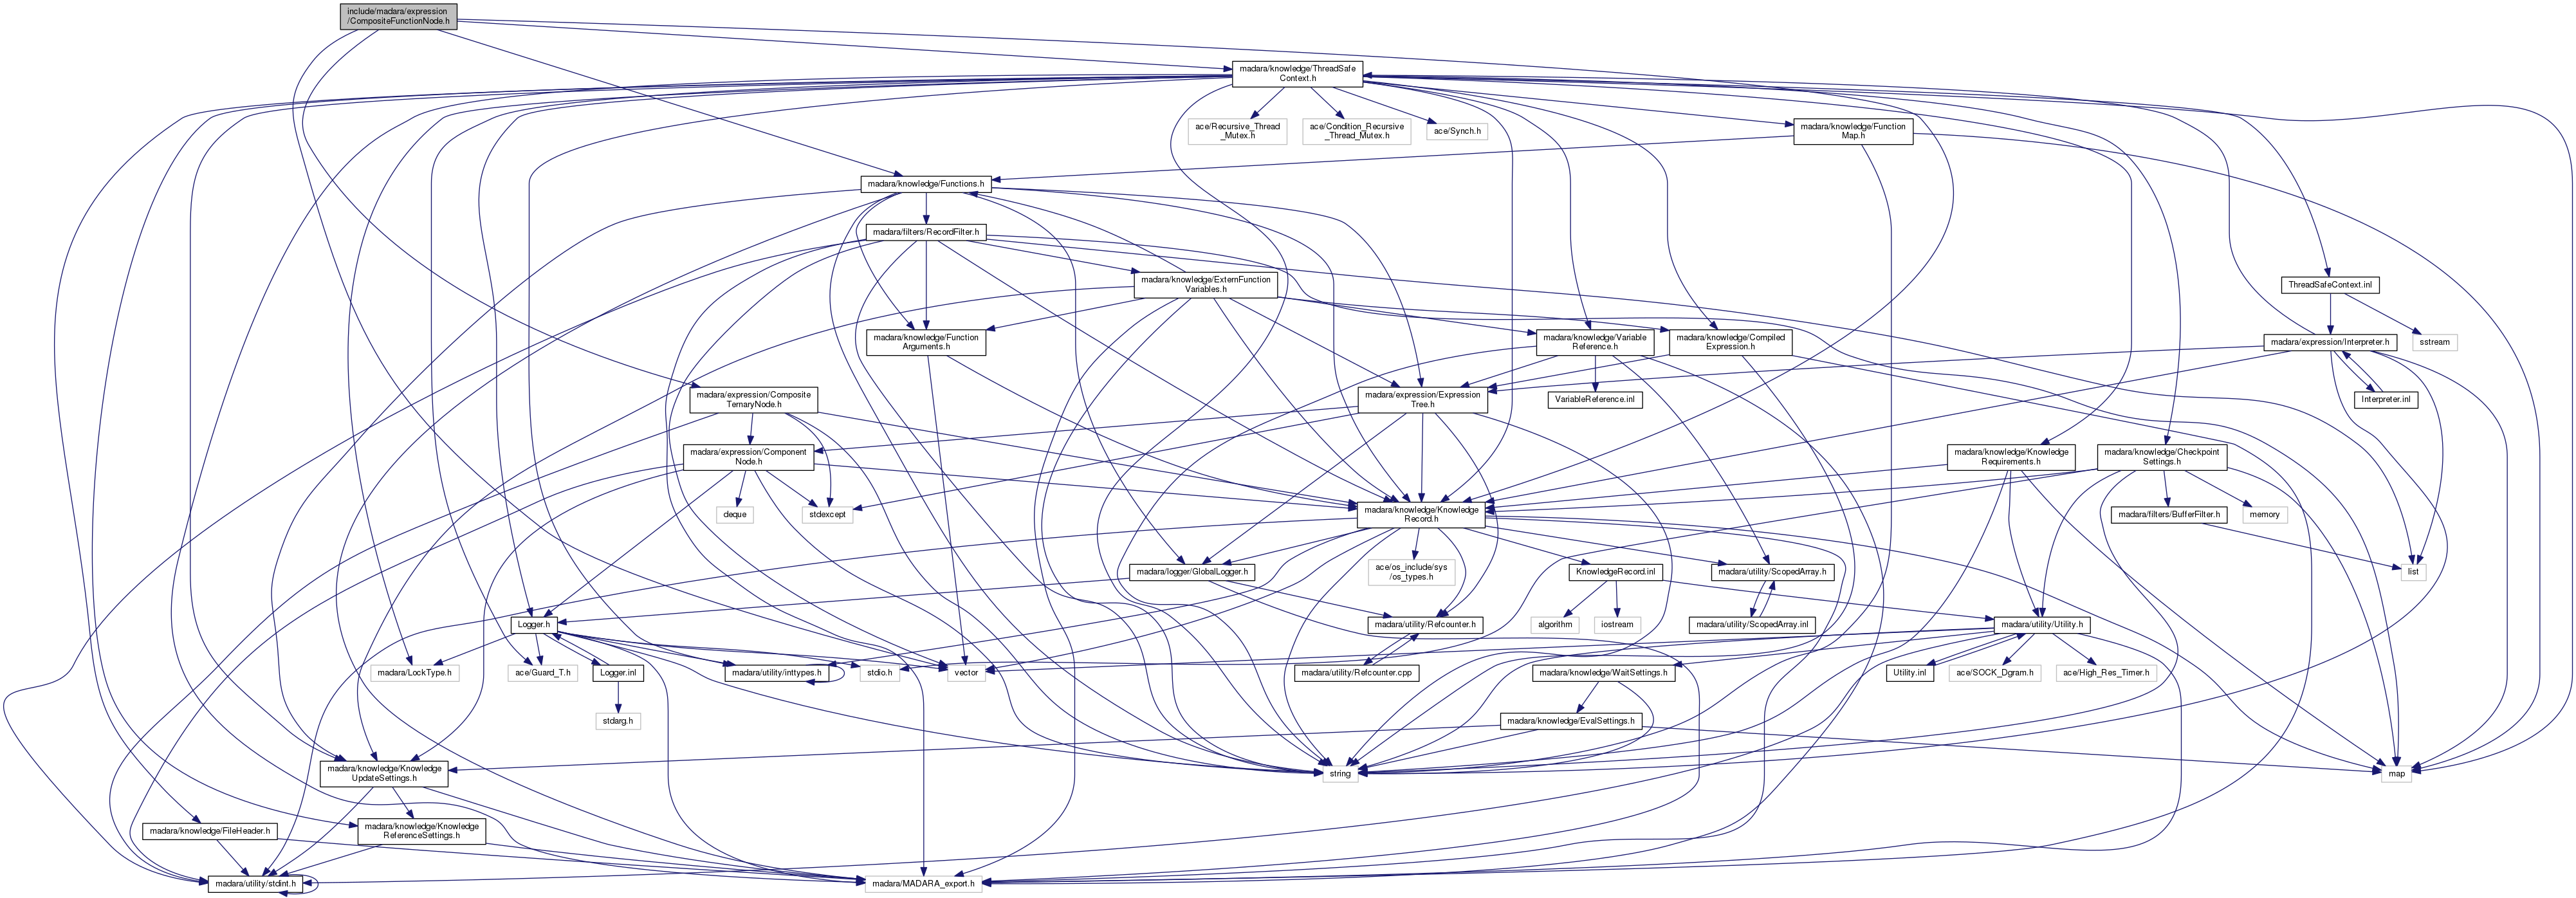 include/madara/expression
/CompositeFunctionNode.h
madara/knowledge/ThreadSafe
Context.h
ace/Recursive_Thread
_Mutex.h
ace/Condition_Recursive
_Thread_Mutex.h
ace/Synch.h
madara/knowledge/Function
Map.h
madara/knowledge/Functions.h
madara/filters/RecordFilter.h
madara/knowledge/ExternFunction
Variables.h
ThreadSafeContext.inl
madara/knowledge/Function
Arguments.h
madara/knowledge/Variable
Reference.h
madara/knowledge/Compiled
Expression.h
madara/expression/Interpreter.h
sstream
madara/expression/Composite
TernaryNode.h
madara/expression/Expression
Tree.h
VariableReference.inl
Interpreter.inl
madara/expression/Component
Node.h
madara/knowledge/Knowledge
Requirements.h
madara/knowledge/Checkpoint
Settings.h
deque
stdexcept
madara/knowledge/Knowledge
Record.h
madara/filters/BufferFilter.h
memory
madara/logger/GlobalLogger.h
ace/os_include/sys
/os_types.h
KnowledgeRecord.inl
madara/utility/ScopedArray.h
list
Logger.h
madara/utility/Refcounter.h
algorithm
iostream
madara/utility/ScopedArray.inl
madara/utility/Utility.h
madara/LockType.h
ace/Guard_T.h
Logger.inl
madara/utility/inttypes.h
stdio.h
vector
madara/utility/Refcounter.cpp
madara/knowledge/WaitSettings.h
Utility.inl
ace/SOCK_Dgram.h
ace/High_Res_Timer.h
stdarg.h
madara/knowledge/EvalSettings.h
madara/knowledge/Knowledge
UpdateSettings.h
string
map
madara/knowledge/FileHeader.h
madara/knowledge/Knowledge
ReferenceSettings.h
madara/utility/stdint.h
madara/MADARA_export.h